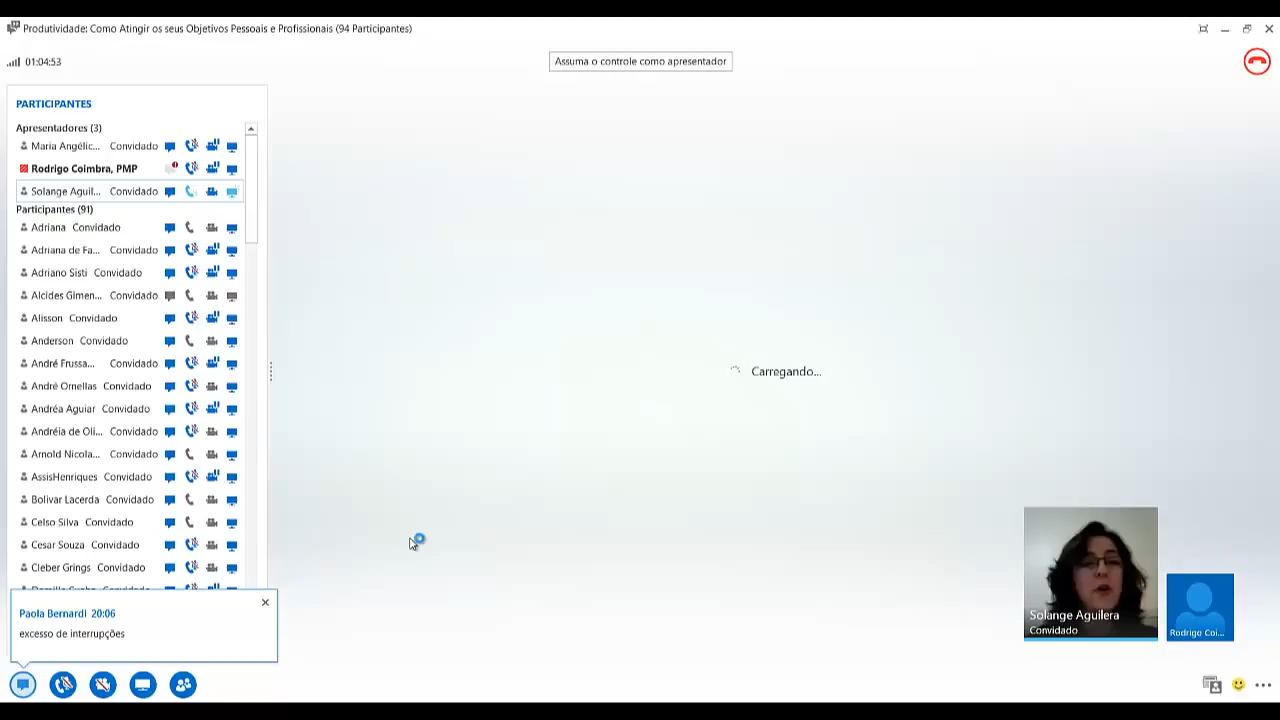 Produtividade: Como Atingir os seus Objetivos Pessoais e Profissionais (94 Participantes)
01:04:53
Assuma o controle como apresentador
PARTICIPANTES
Apresentadores (3)
Maria Angélic... Convidado
Rodrigo Coimbra, PMP
Solange Aguil... Convidado
Participantes (91)
Adriana Convidado
Adriana de Fa... Convidado
Adriano Sisti Convidado
Alcides Gimen... Convidado
Alisson Convidado
Anderson Convidado
André Frussa... Convidado
André Ornellas Convidado
Andréa Aguiar Convidado
Andréia de Oli... Convidado
Arnold Nicola... Convidado
AssisHenriques Convidado
Bolivar Lacerda Convidado
Celso Silva Convidado
Cesar Souza Convidado
Cleber Grings Convidado
Paola Bernardi 20:06
excesso de interrupções
Carregando...
Solange Aguilera
Convidado
Rodrigo Coi...